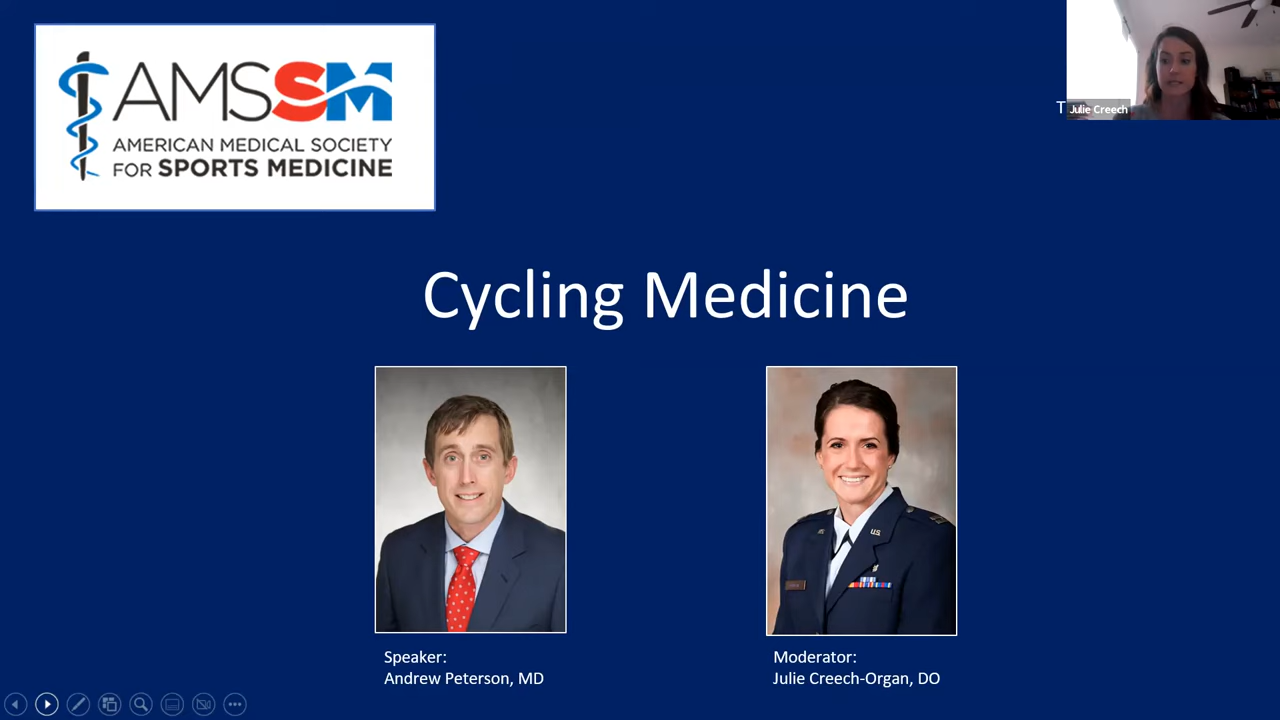 AMSSM
AMERICAN MEDICAL SOCIETY
FOR SPORTS MEDICINE
T
Julie Creech
Cycling Medicine
U.S.
Speaker:
Andrew Peterson, MD
Moderator:
Julie Creech-Organ, DO